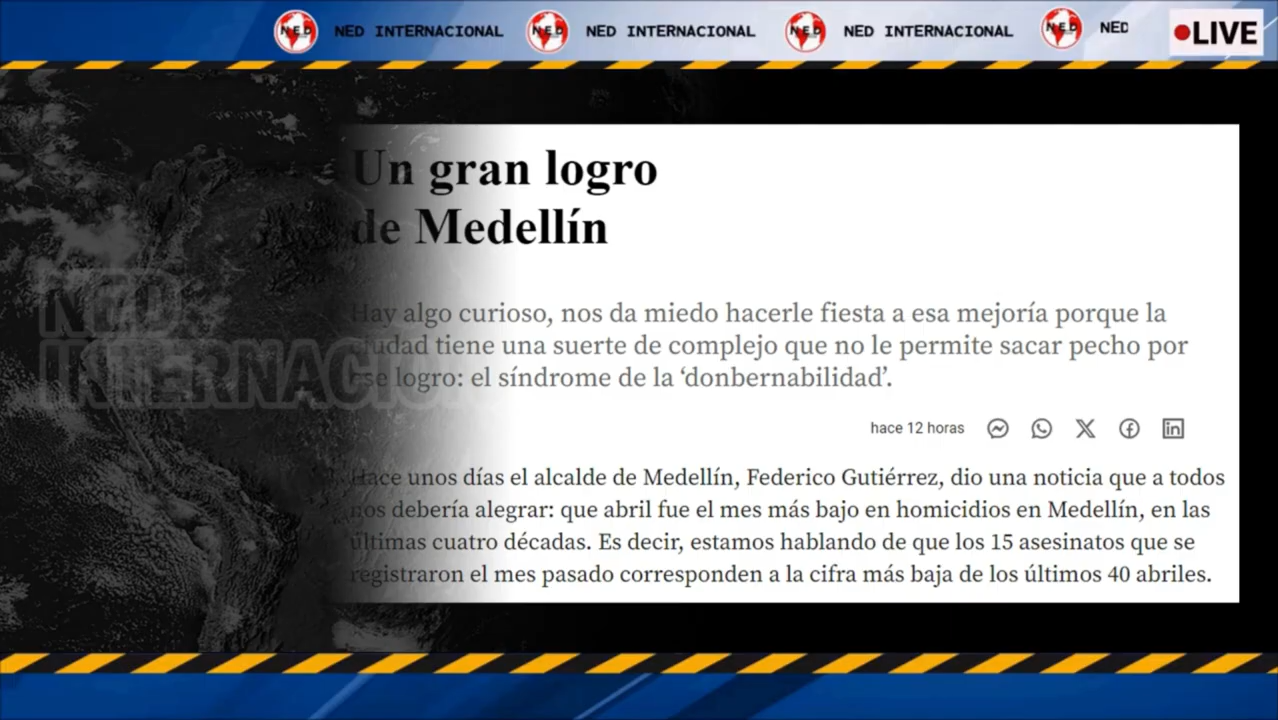 NED INTERNACIONAL NED INTERNACIONAL NED INTERNACIONAL NED
LIVE
Un gran logro
de Medellín
Hay algo curioso, nos da miedo hacerle fiesta a esa mejoría porque la
ciudad tiene una suerte de complejo que no le permite sacar pecho por
ese logro: el síndrome de la ‘donbernabilidad’.
hace 12 horas
Hace unos días el alcalde de Medellín, Federico Gutiérrez, dio una noticia que a todos
nos debería alegrar: que abril fue el mes más bajo en homicidios en Medellín, en las
últimas cuatro décadas. Es decir, estamos hablando de que los 15 asesinatos que se
registraron el mes pasado corresponden a la cifra más baja de los últimos 40 abriles.
NED
INTERNACIONAL